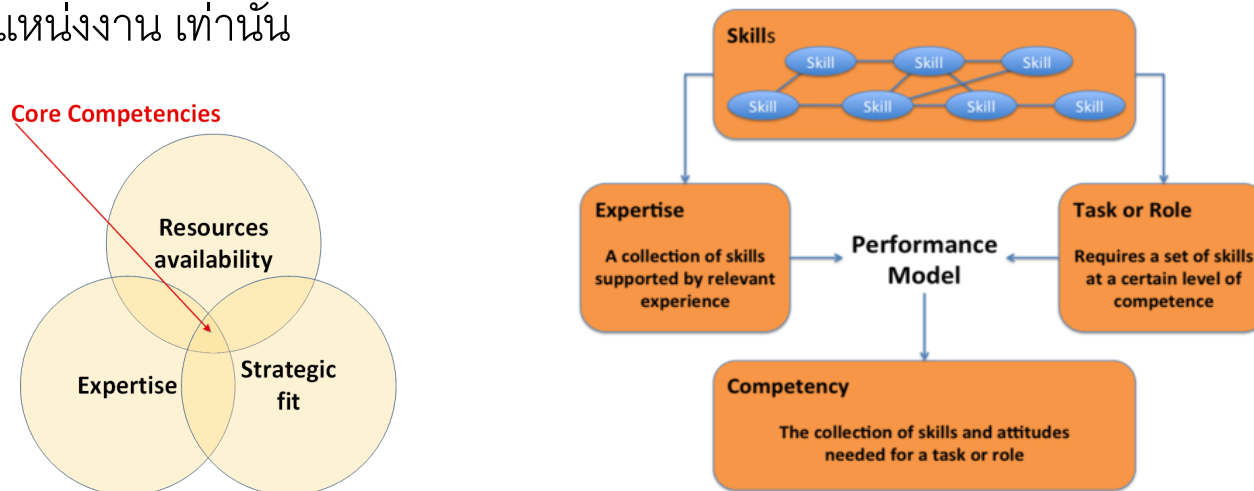 แหน่งงาน เท่านั้น
Core Competencies
Resources
availability
Expertise
Strategic
fit
Skills
Skill
Skill
Skill
Skill
Skill
Skill
Skill
Expertise
A collection of skills
supported by relevant
experience
Performance
Model
Task or Role
Requires a set of skills
at a certain level of
competence
Competency
The collection of skills and attitudes
needed for a task or role